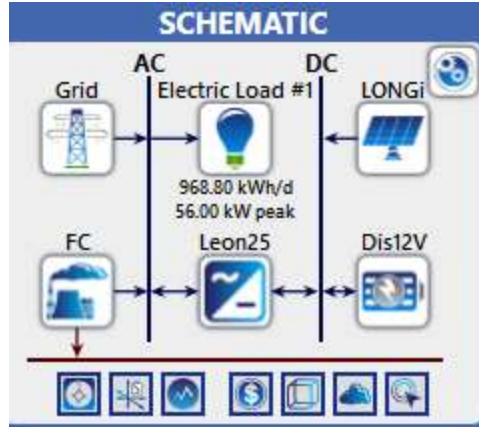 SCHEMATIC
AC DC
Grid Electric Load #1 LONGi
968.80 kWh/d
56.00 kW peak
FC Leon25 Dis12V